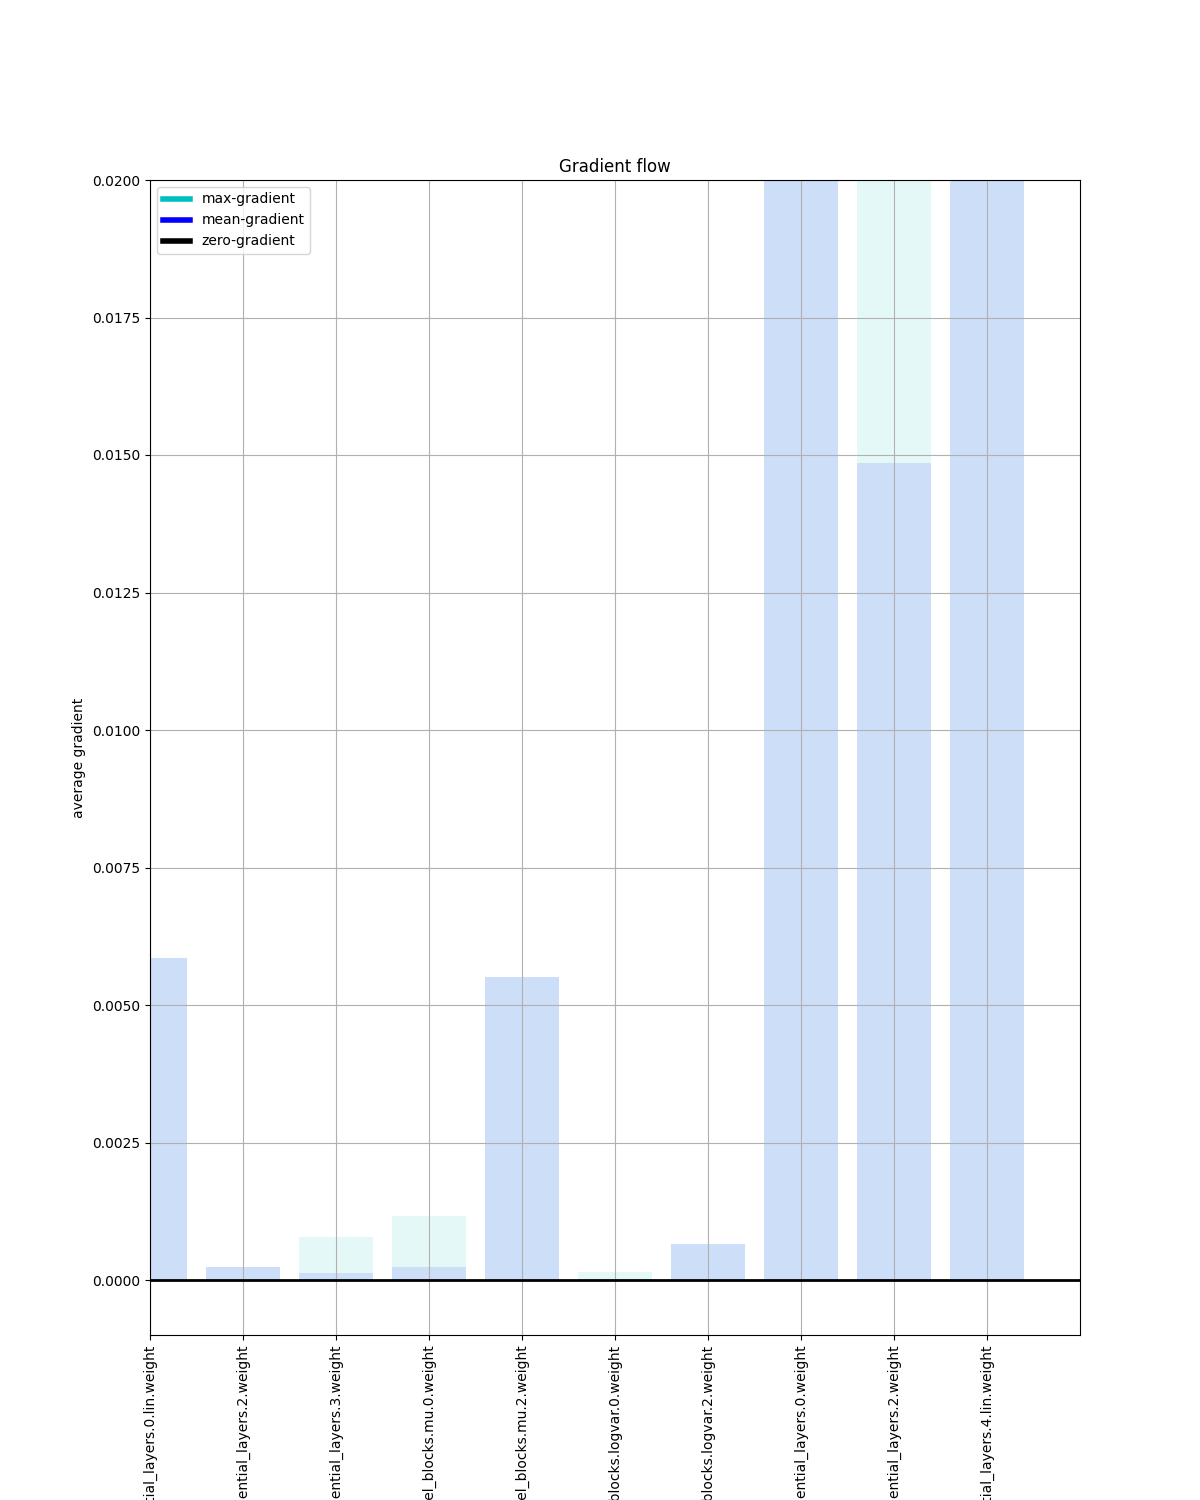 Gradient flow
max-gradient
mean-gradient
zero-gradient
0.0200
0.0175
0.0150
0.0125
0.0100
0.0075
0.0050
0.0025
0.0000
average gradient
tial_layers.0.lin.weight
ential_layers.2.weight
ential_layers.3.weight
el_blocks.mu.0.weight
el_blocks.mu.2.weight
blocks.logvar.0.weight
blocks.logvar.2.weight
ential_layers.0.weight
ential_layers.2.weight
tial_layers.4.lin.weight